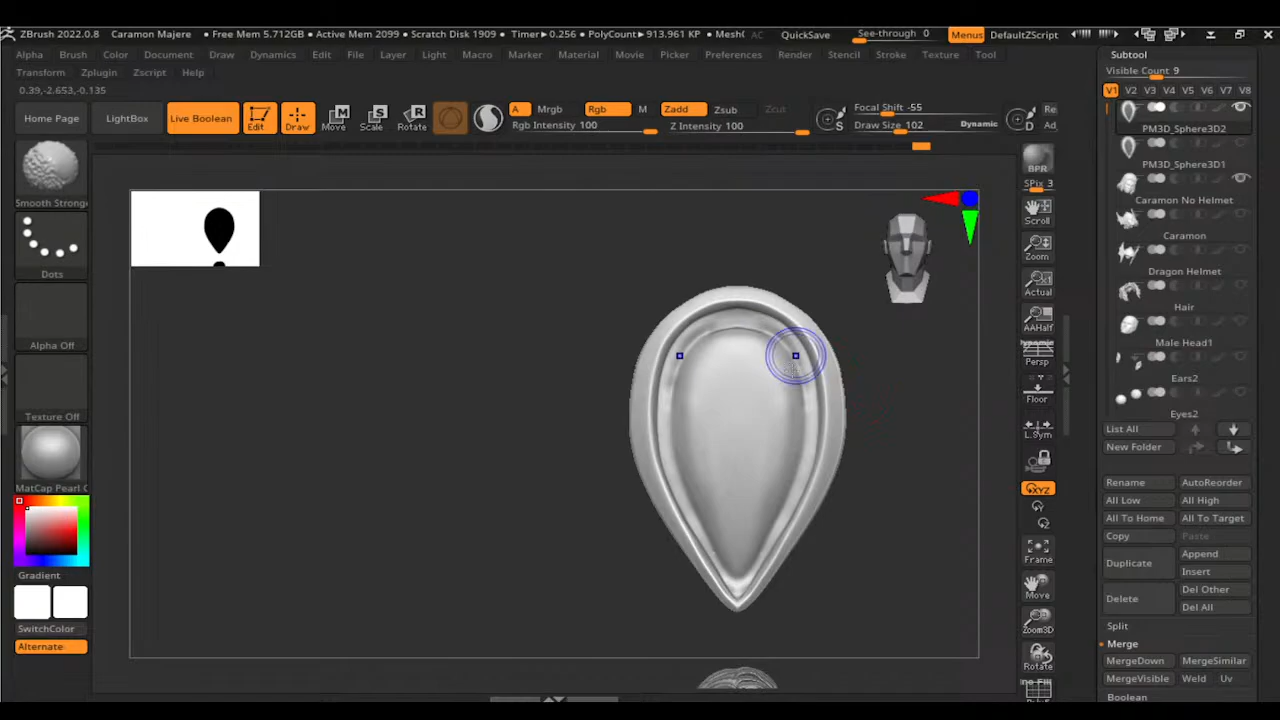 ZBrush 2022.0.8 Caramon Majere • Free Mem 5.712GB • Active Mem 2099 • Scratch Disk 1909 • Timer▸0.256 • PolyCount▸913.961 KP • Mesh( AC QuickSave See-through 0 Menus DefaultZScript
Alpha Brush Color Document Draw Dynamics Edit File Layer Light Macro Marker Material Movie Picker Preferences Render Stencil Stroke Texture Tool
Transform Zplugin Zscript Help
0.39,-2.653,-0.135
Home Page LightBox Live Boolean Edit Draw Move Scale Rotate
A Mrgb Rgb M Zadd Zsub Zcut
Rgb Intensity 100 Z Intensity 100
S Focal Shift -55
Draw Size 102 Dynamic D Re
Ad
Smooth Stronge
Dots
Alpha Off
Texture Off
MatCap Pearl C
Gradient
SwitchColor
Alternate
BPR
SPix 3
Scroll
Zoom
Actual
AAHalf
Dynamic
Persp
Floor
L.Sym
XYZ
Frame
Move
Zoom3D
Rotate
Line Fill
Subtool
Visible Count 9
V1 V2 V3 V4 V5 V6 V7 V8
PM3D_Sphere3D2
PM3D_Sphere3D1
Caramon No Helmet
Caramon
Dragon Helmet
Hair
Male Head1
Ears2
Eyes2
List All
New Folder
Rename AutoReorder
All Low All High
All To Home All To Target
Copy Paste
Duplicate Append
Insert
Delete Del Other
Del All
Split
Merge
MergeDown MergeSimilar
MergeVisible Weld Uv
Boolean